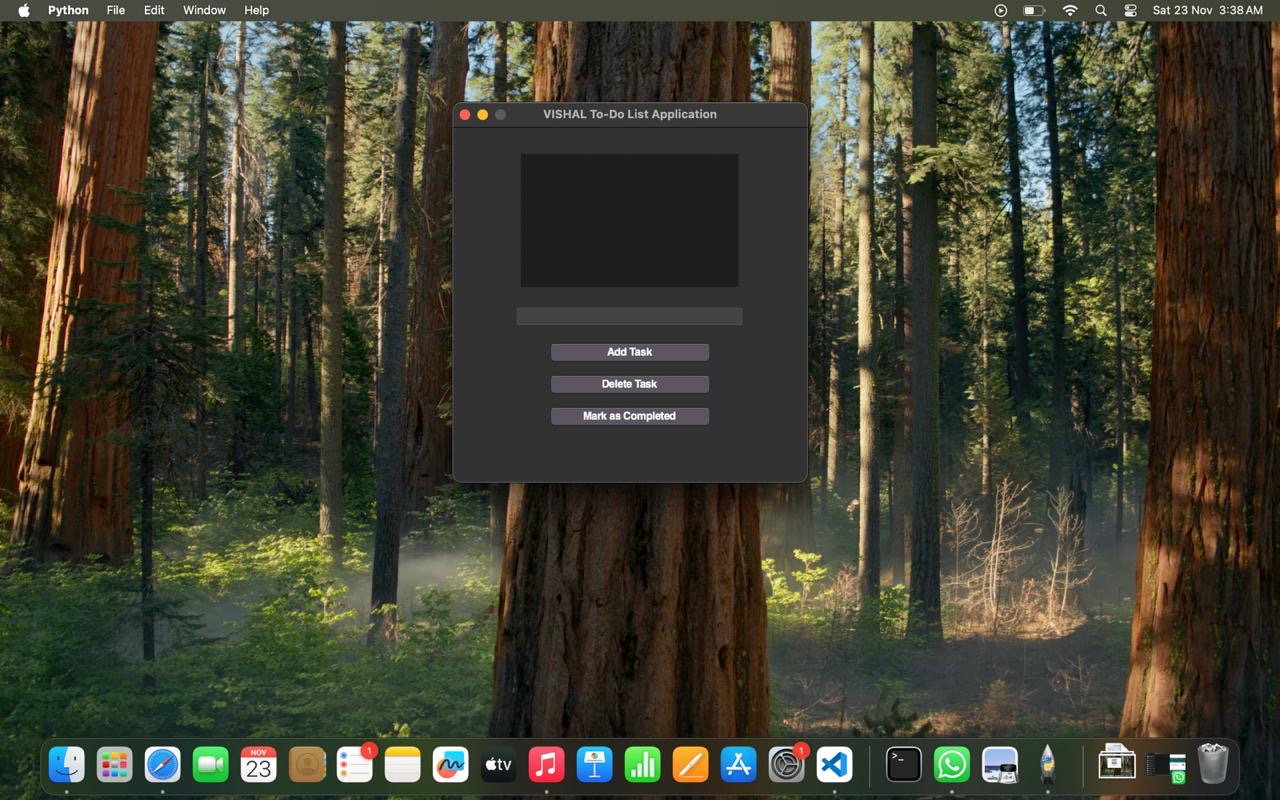 Python File Edit Window Help Sat 23 Nov 3:38 AM
VISHAL To-Do List Application
Add Task
Delete Task
Mark as Completed
NOV
23
1
tv
1
>_